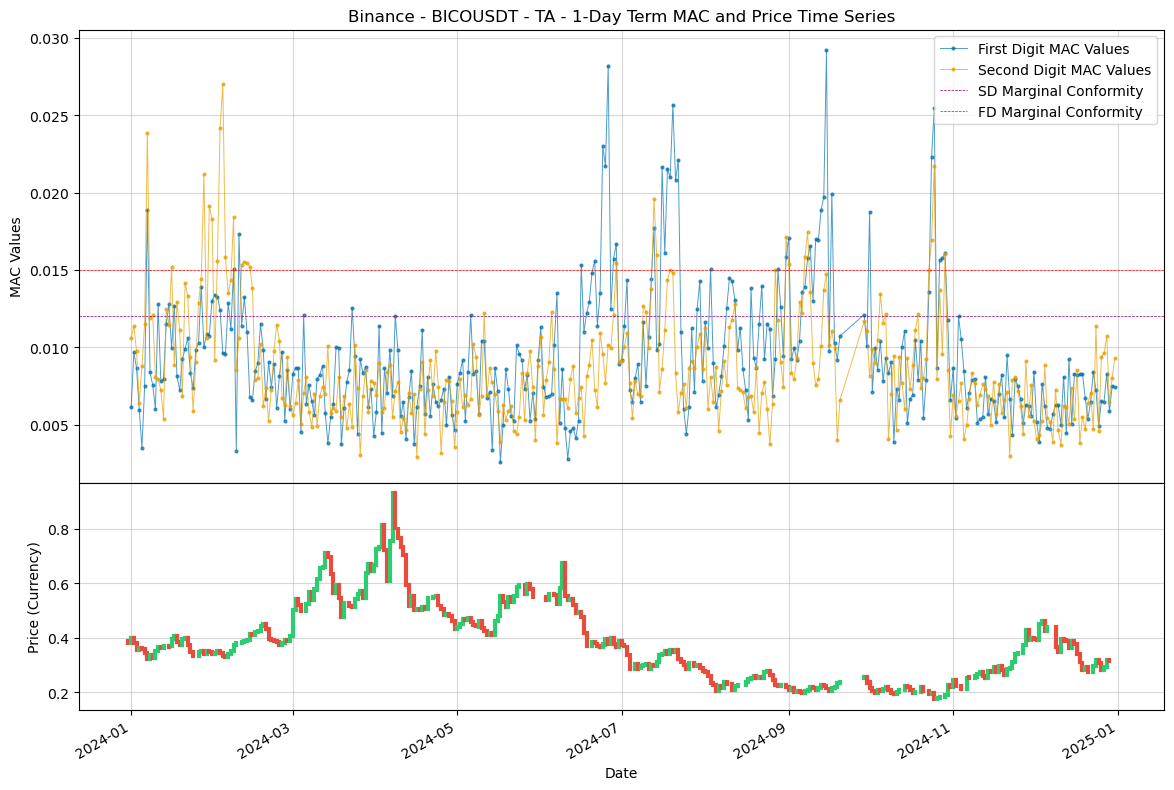 Binance - BICOUSDT - TA - 1-Day Term MAC and Price Time Series
MAC Values
0.030
0.025
0.020
0.015
0.010
0.005
First Digit MAC Values
Second Digit MAC Values
SD Marginal Conformity
FD Marginal Conformity
Price (Currency)
0.8
0.6
0.4
0.2
2024-01
2024-03
2024-05
2024-07
2024-09
2024-11
2025-01
Date